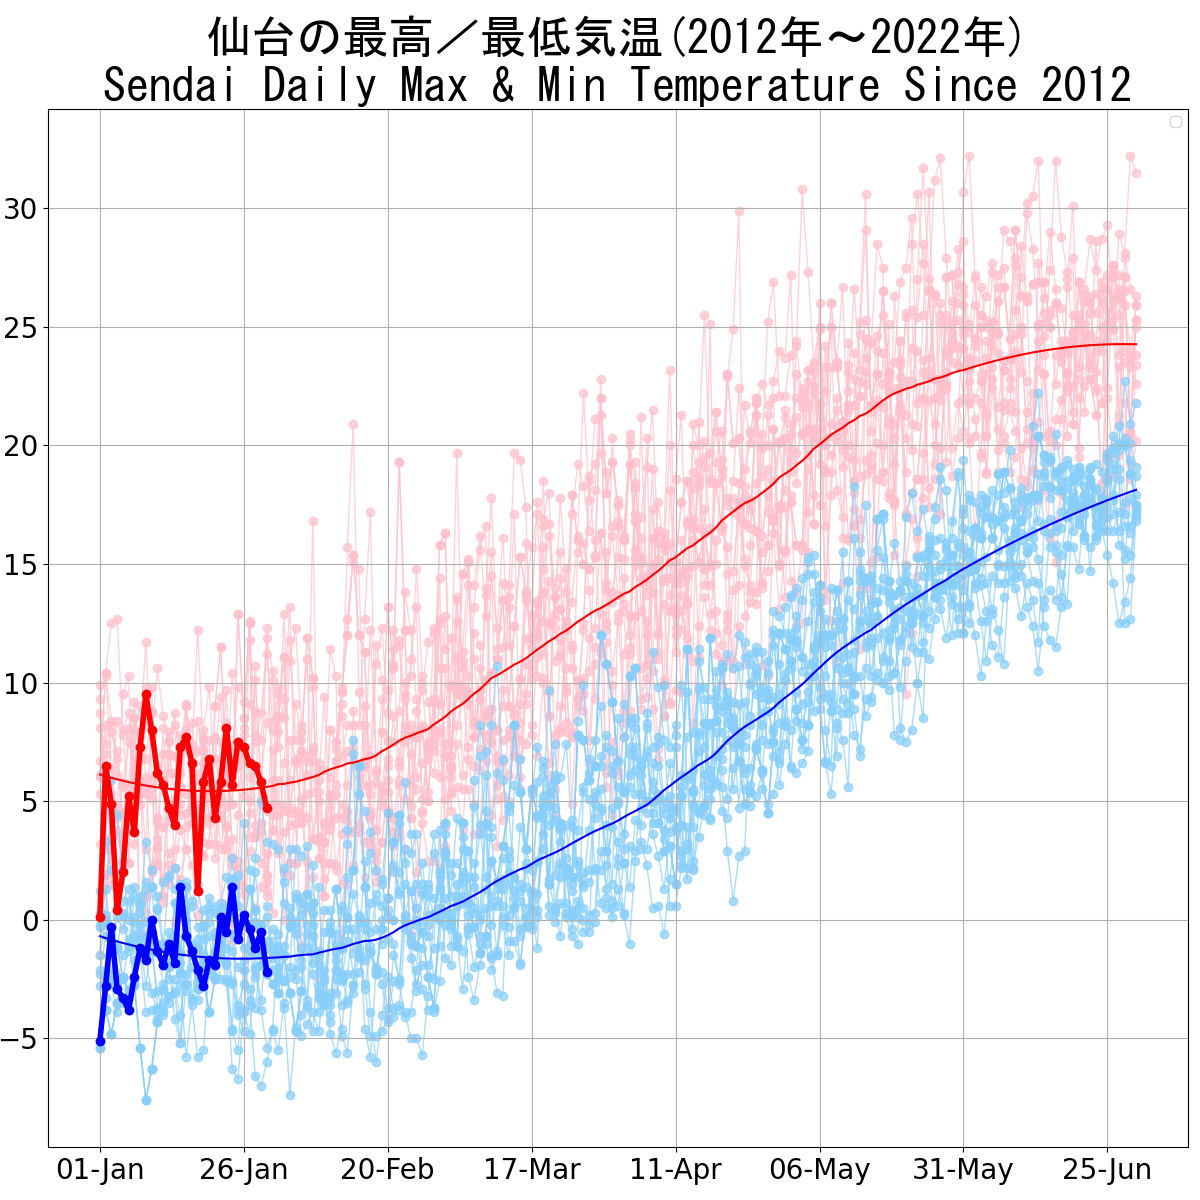 仙台の最高／最低気温(2012年～2022年)
Sendai Daily Max & Min Temperature Since 2012
30
25
20
15
10
5
0
−5
01-Jan 26-Jan 20-Feb 17-Mar 11-Apr 06-May 31-May 25-Jun